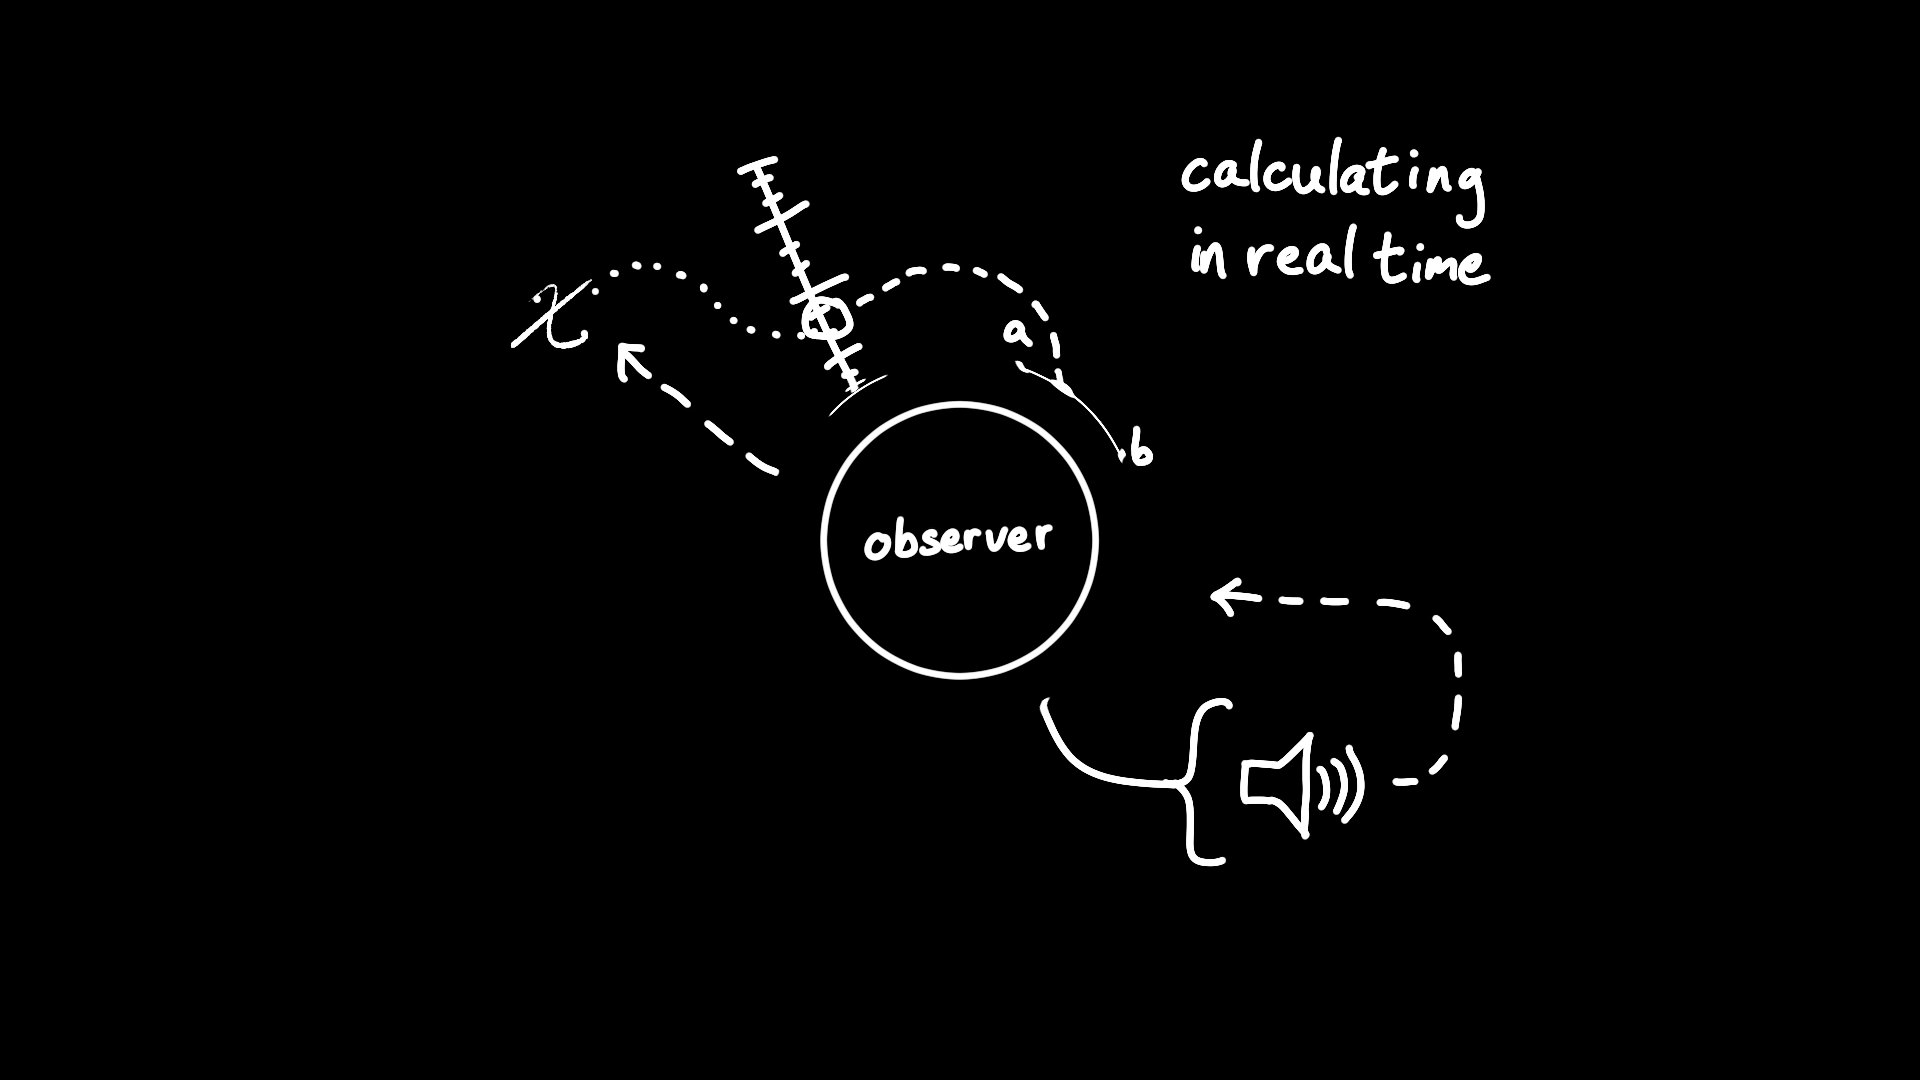 calculating
in real time
x
a
b
observer